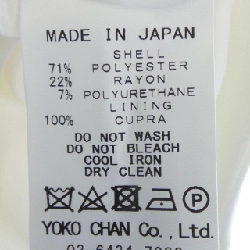 MADE IN JAPAN
SHELL
71% POLYESTER
22% RAYON
7% POLYURETHANE
LINING
100% CUPRA
DO NOT WASH
DO NOT BLEACH
COOL IRON
DRY CLEAN
YOKO CHAN Co., Ltd.